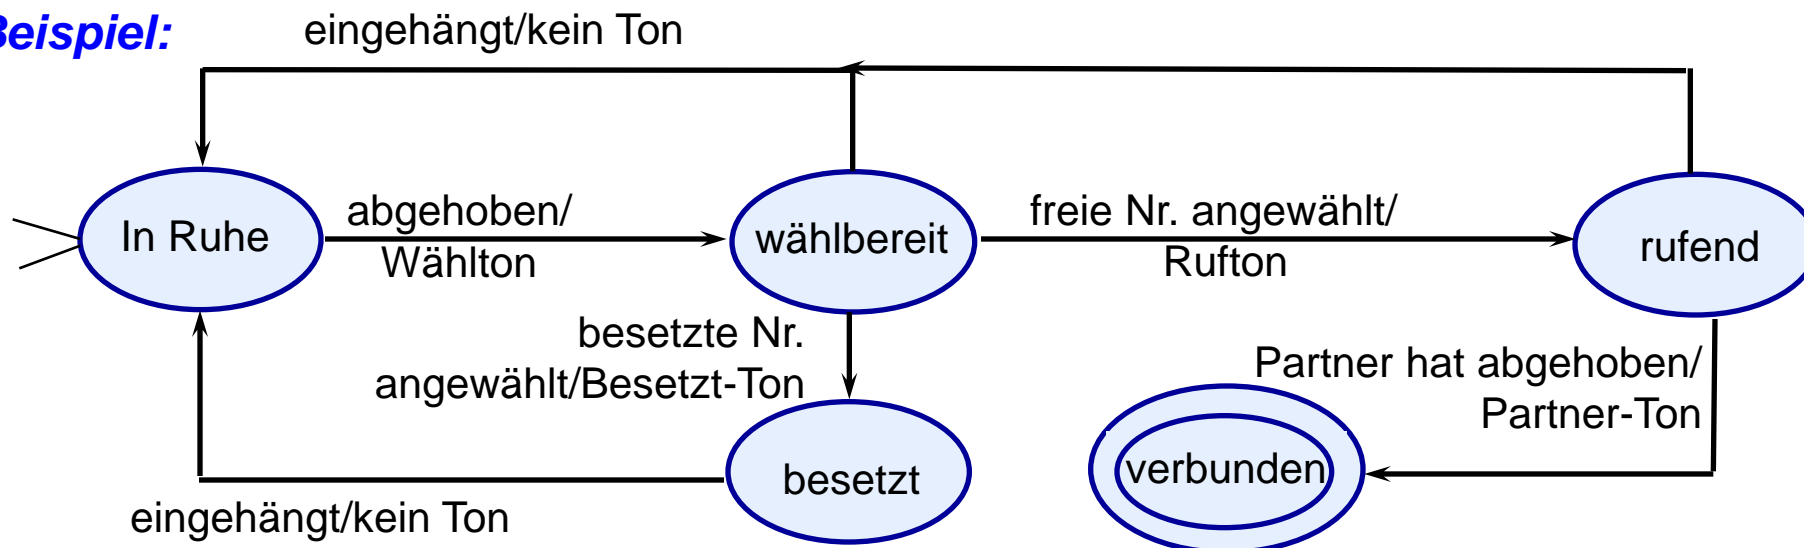 Beispiel:
eingehängt/kein Ton
In Ruhe
abgehoben/
Wählton
wählbereit
freie Nr. angewählt/
Rufton
rufend
besetzte Nr.
angewählt/Besetzt-Ton
Partner hat abgehoben/
Partner-Ton
besetzt
verbunden
eingehängt/kein Ton